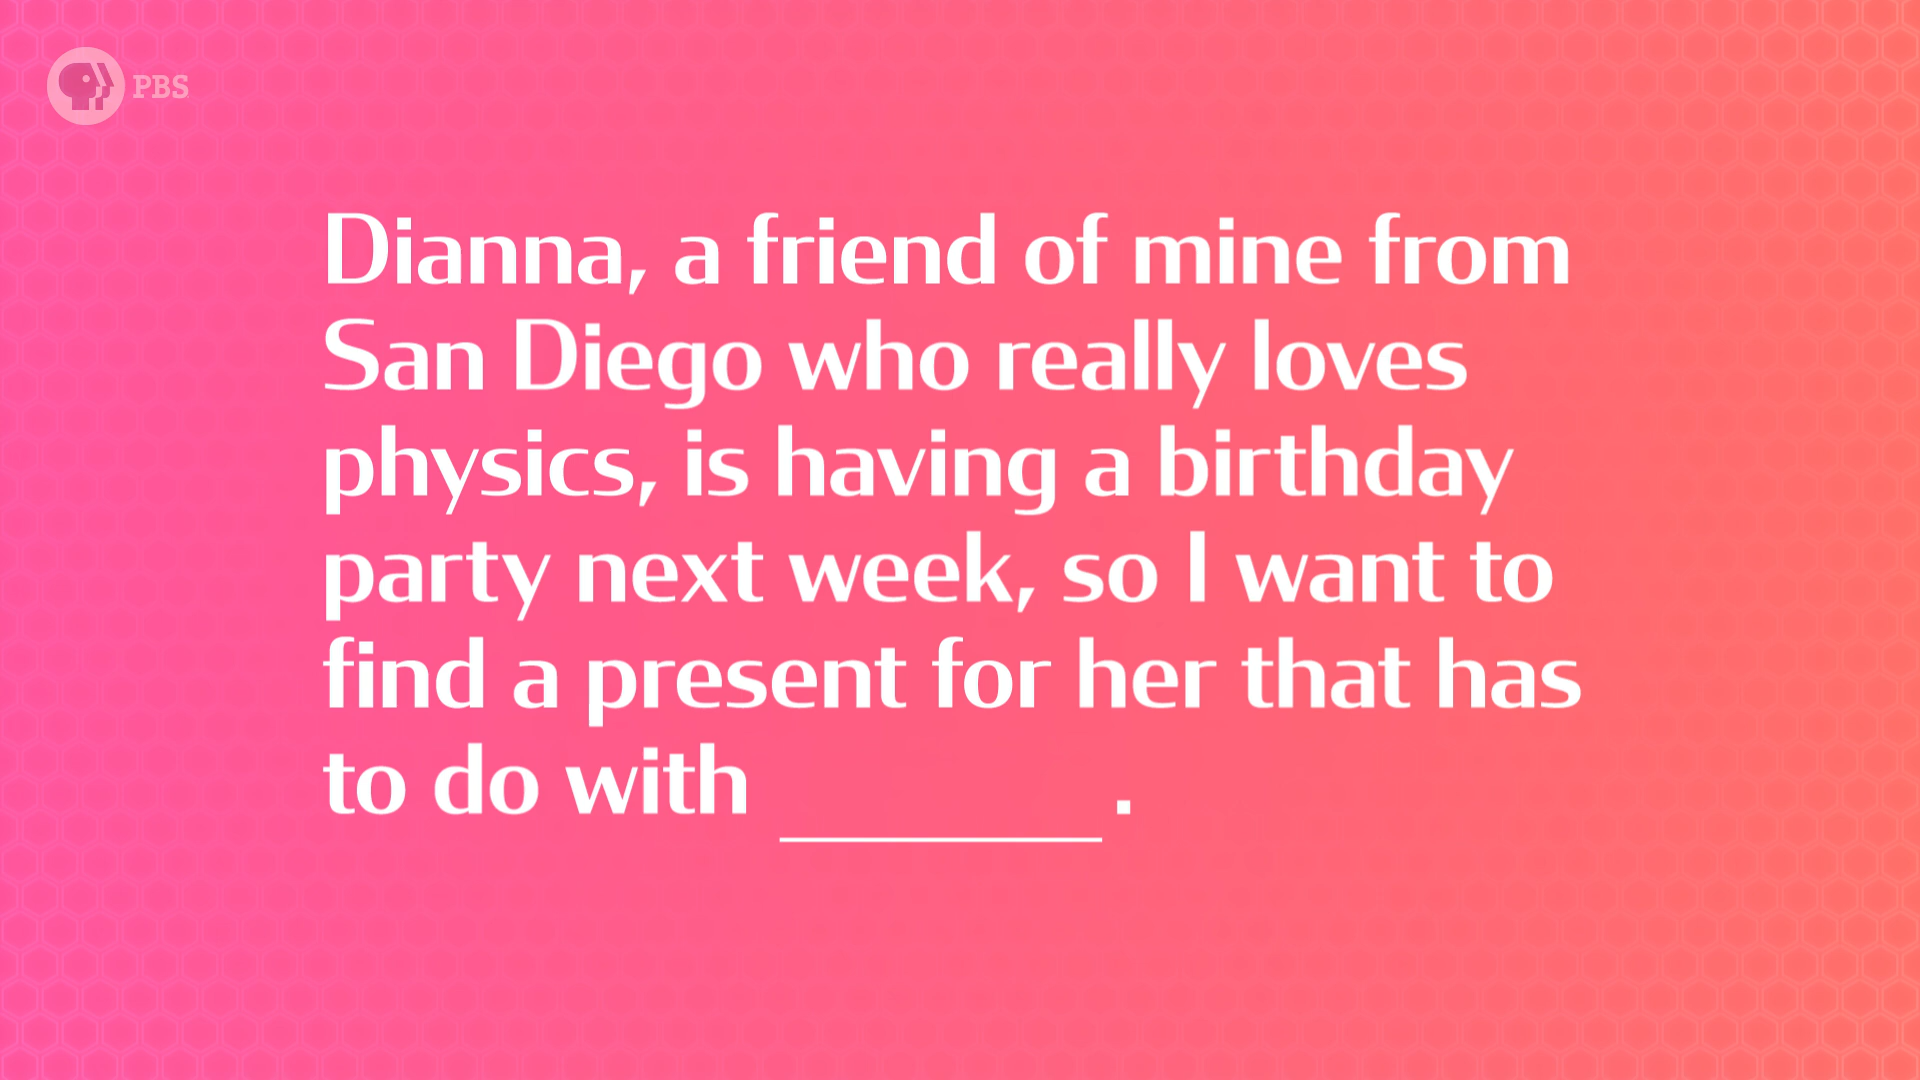 PBS
Dianna, a friend of mine from
San Diego who really loves
physics, is having a birthday
party next week, so I want to
find a present for her that has
to do with ________.